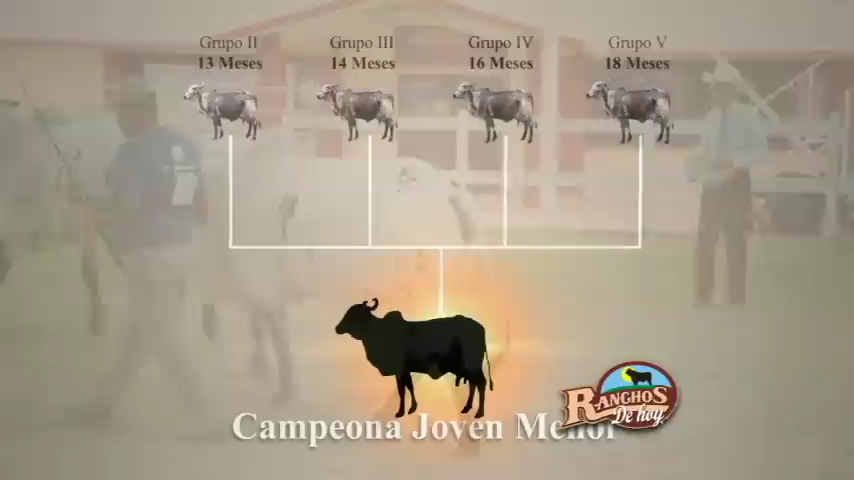 Grupo II
13 Meses
Grupo III
14 Meses
Grupo IV
16 Meses
Grupo V
18 Meses
Campeona Joven Menor
RANCHOS
De hoy